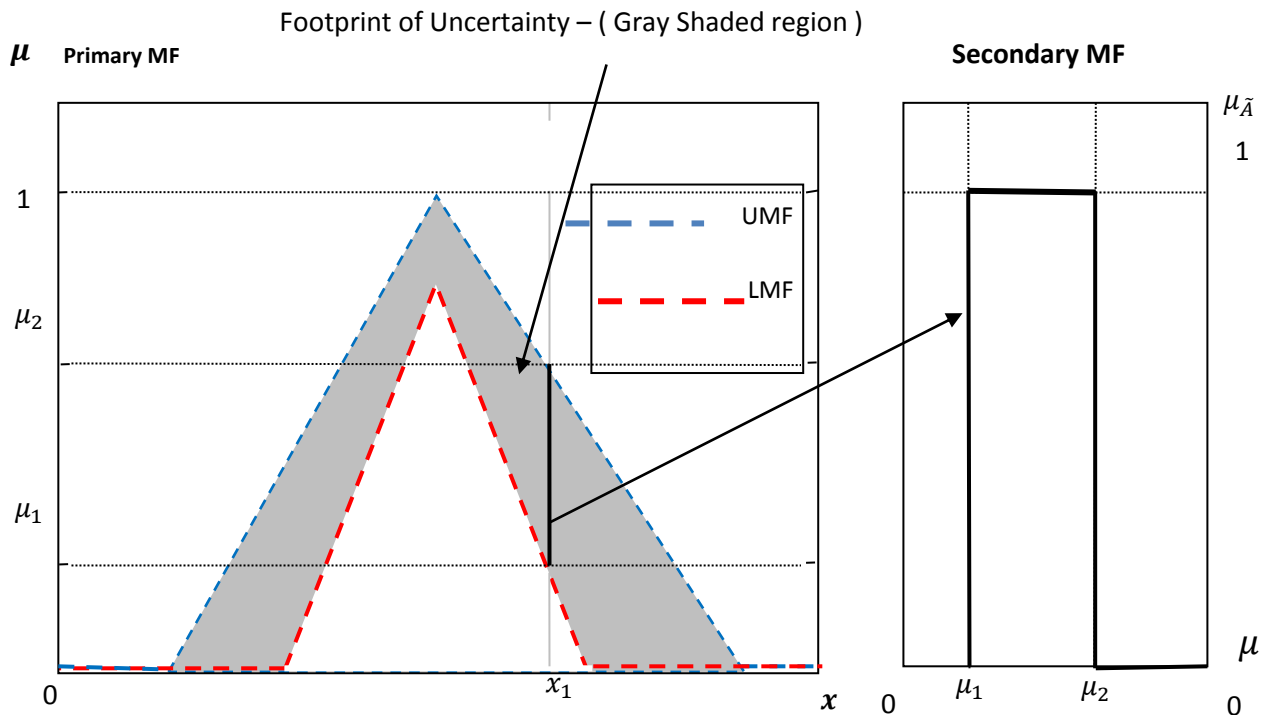 Footprint of Uncertainty – ( Gray Shaded region )
μ Primary MF
Secondary MF
μ_Ã
1
1
UMF
LMF
μ₂
μ₁
0
x₁
x
0
μ₁
μ₂
μ
0